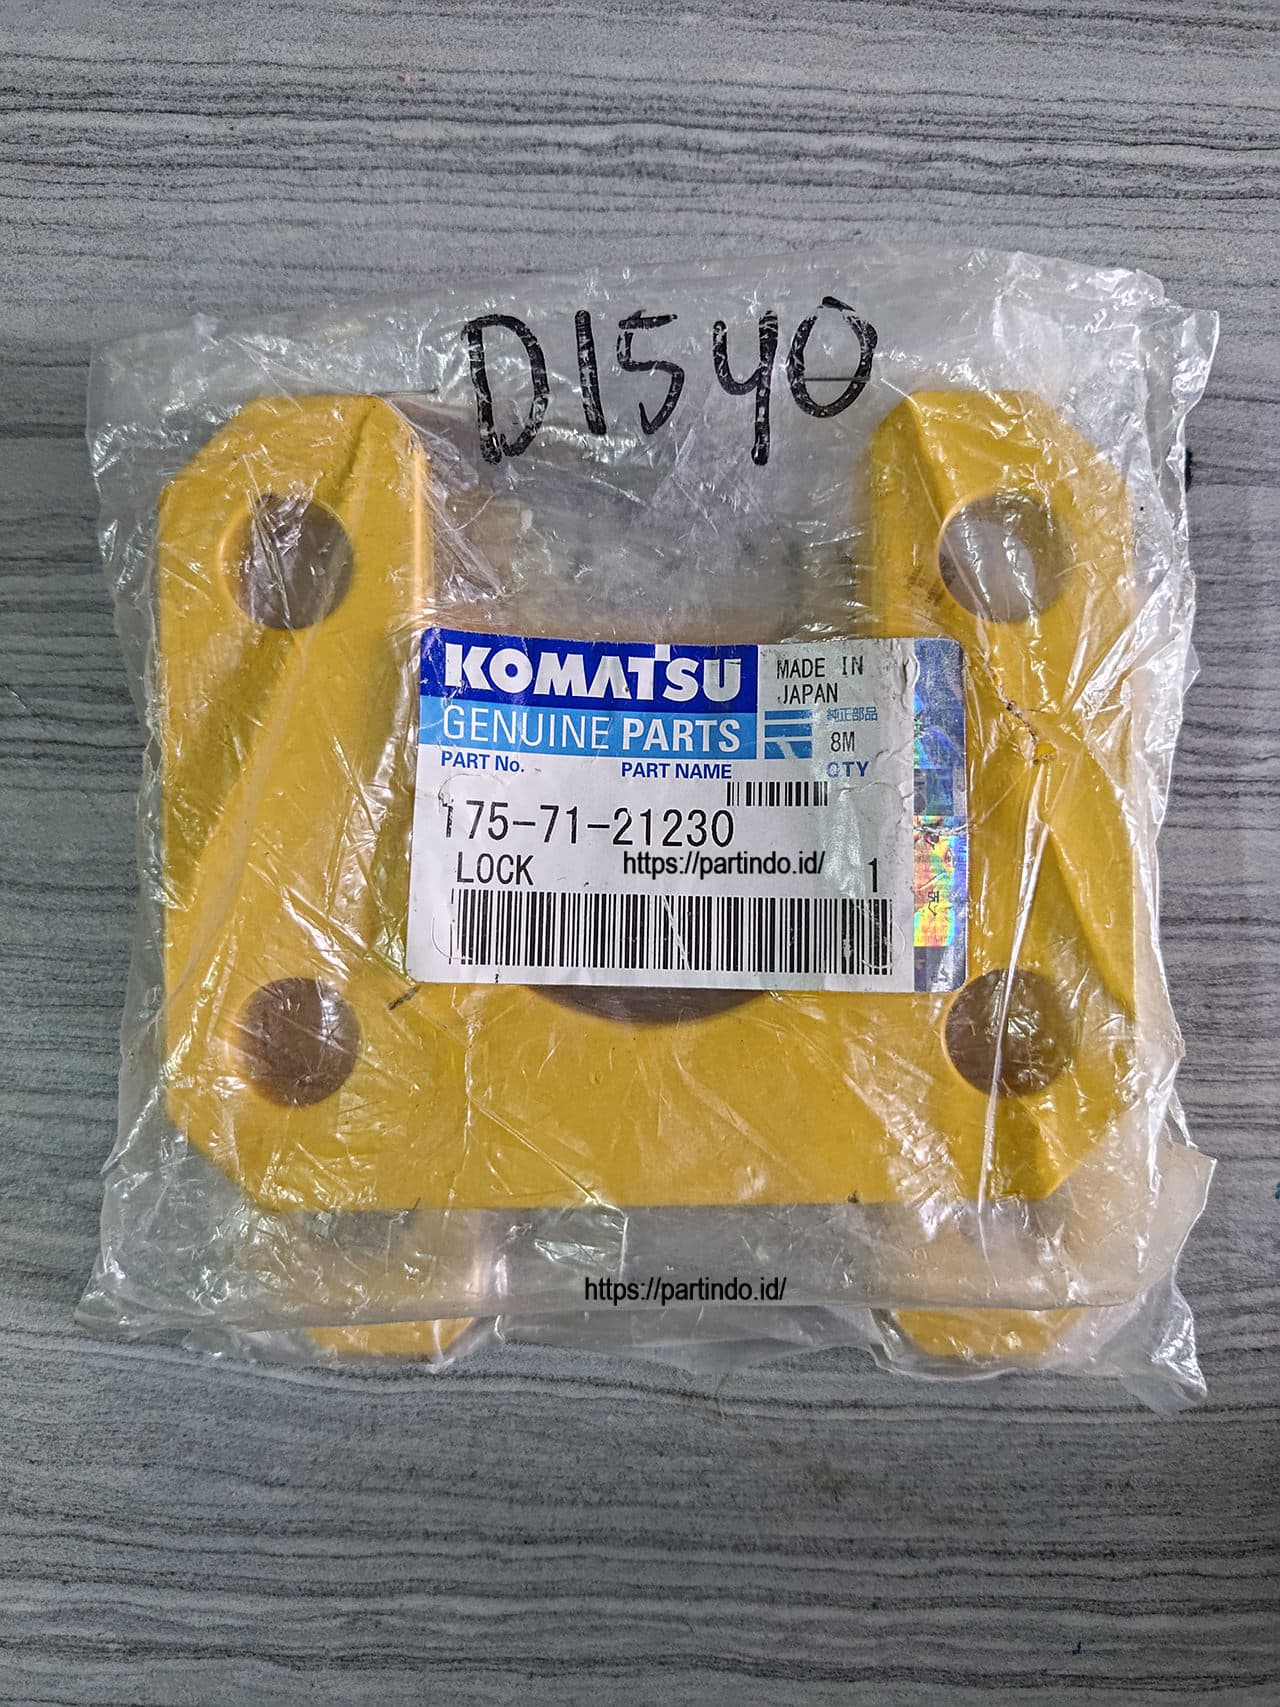 D1540
KOMATSU
GENUINE PARTS
MADE IN
JAPAN
純正部品
8M
PART No.
PART NAME
QTY
175-71-21230
LOCK
https://partindo.id/
1
https://partindo.id/